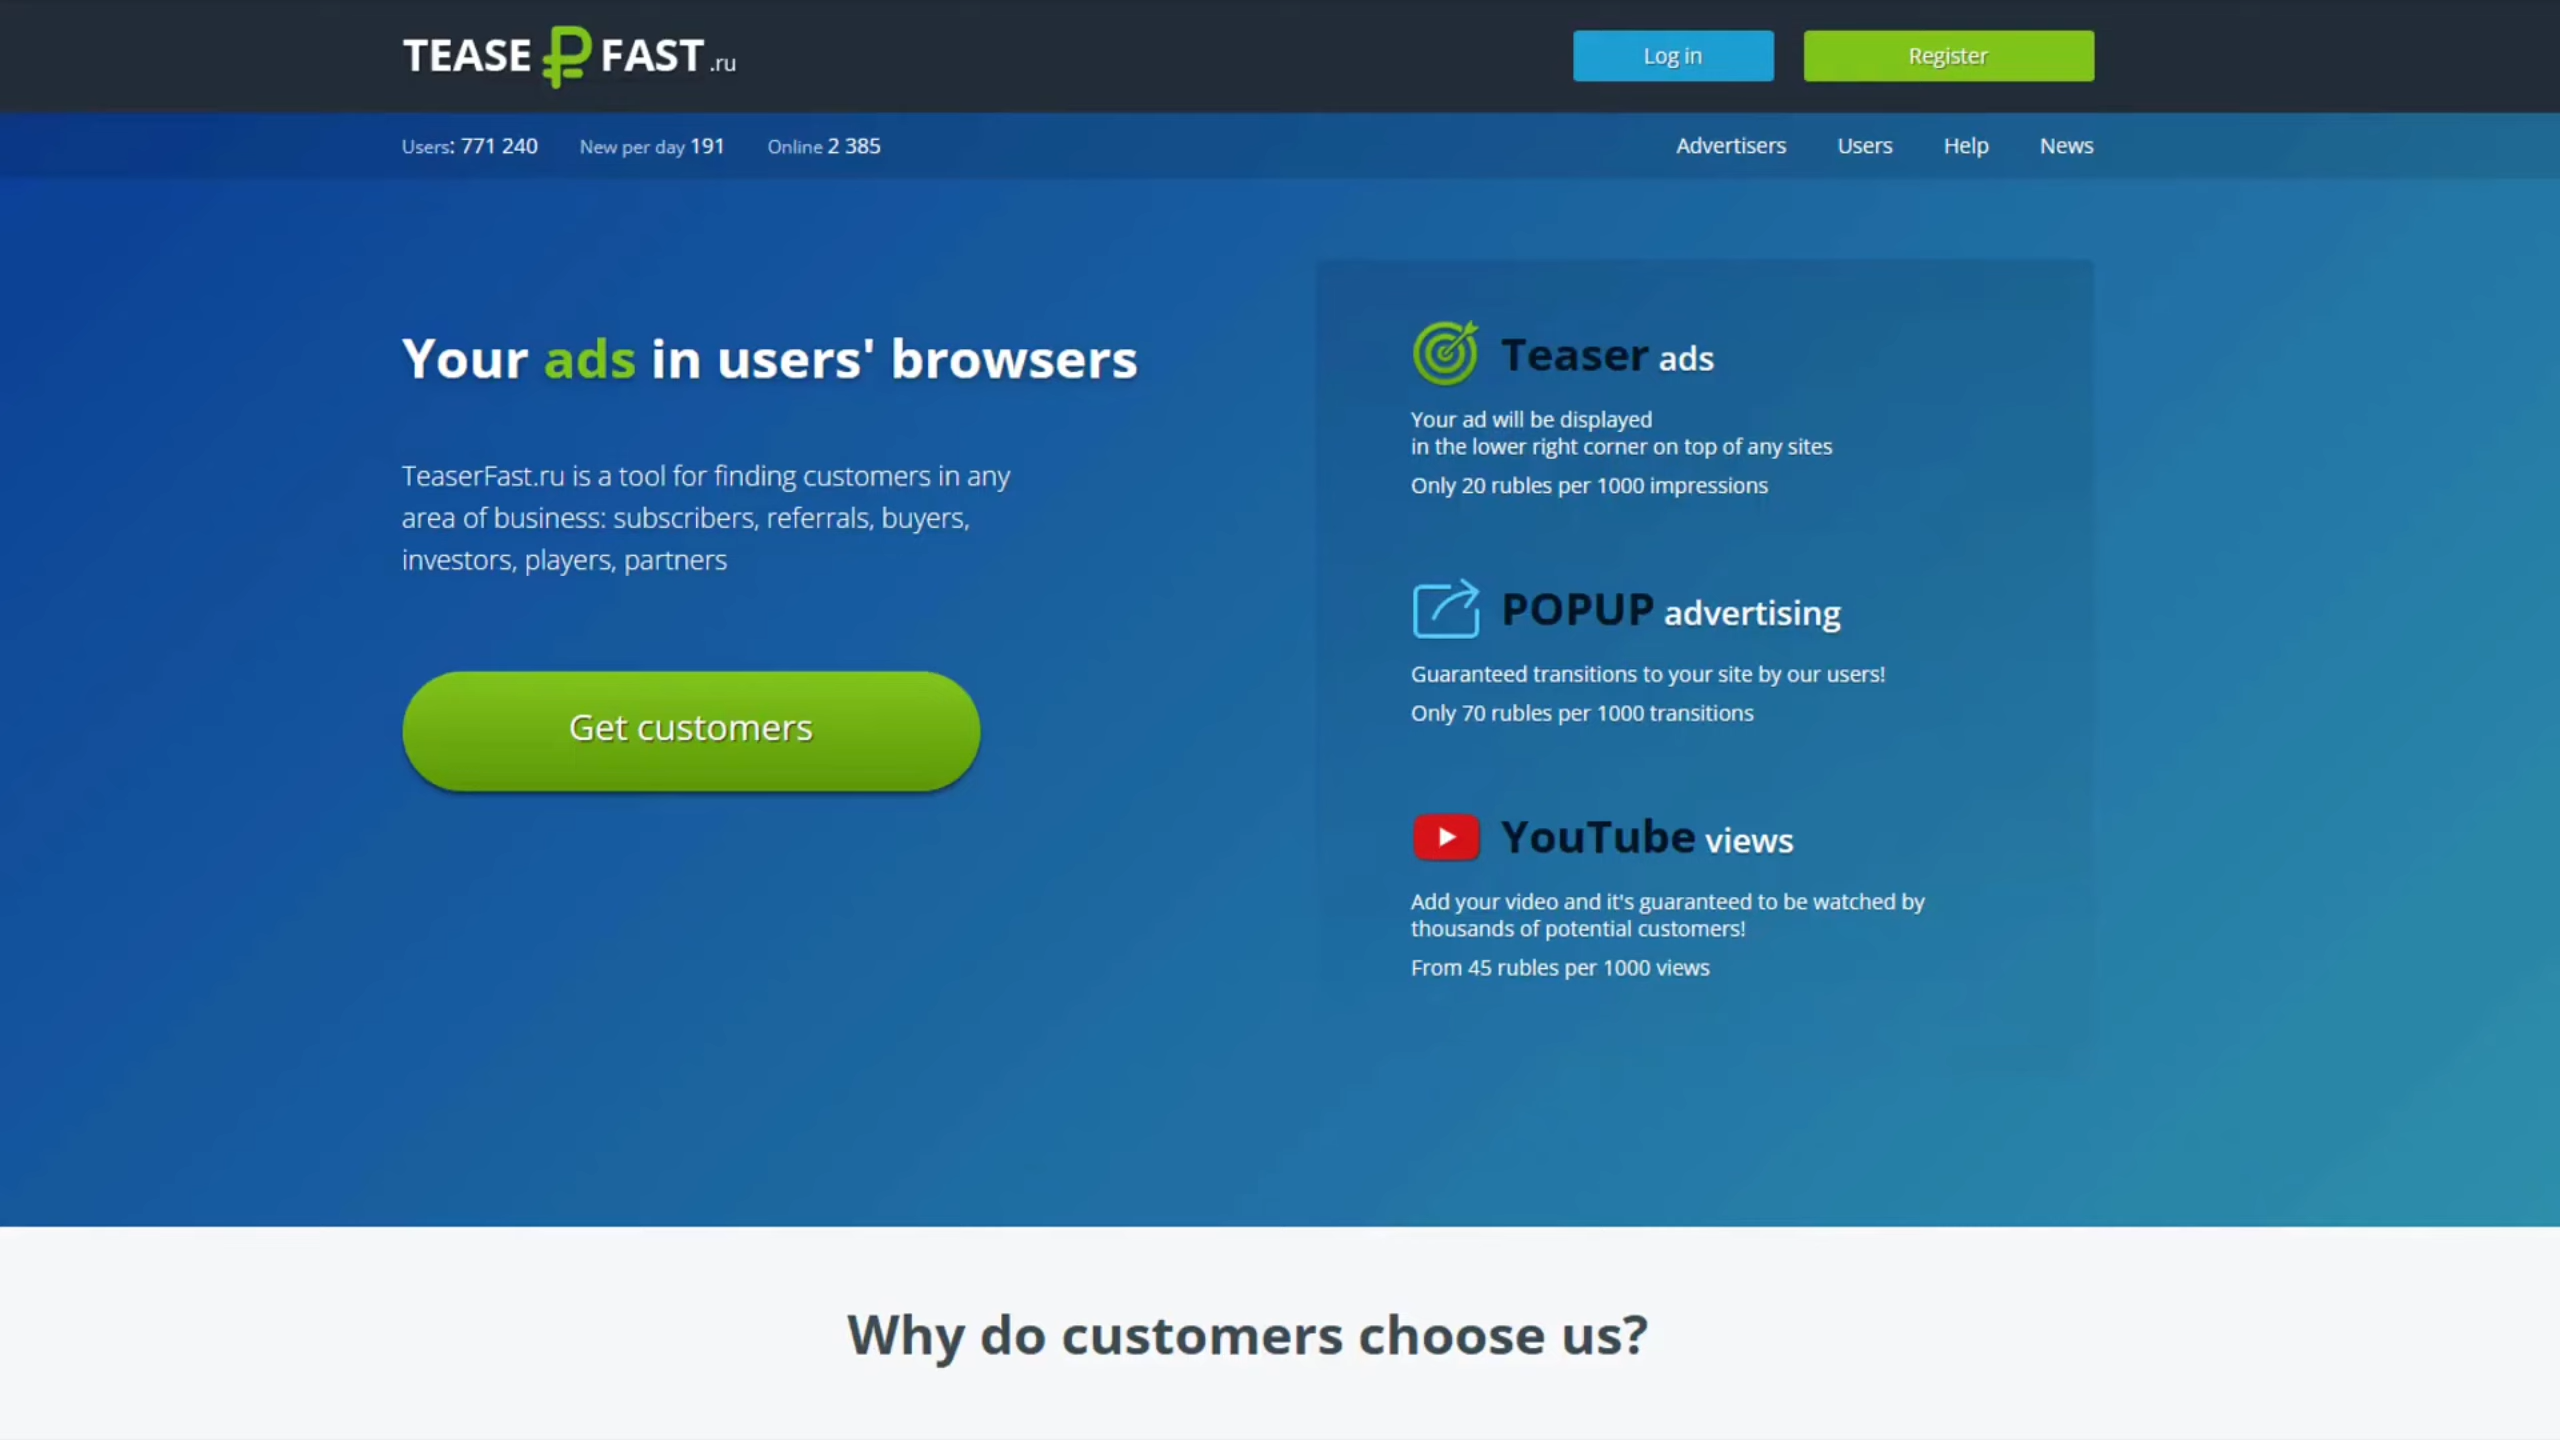 TEASE₽FAST.ru
Log in
Register
Users: 771 240
New per day 191
Online 2 385
Advertisers
Users
Help
News
Your ads in users' browsers
TeaserFast.ru is a tool for finding customers in any
area of business: subscribers, referrals, buyers,
investors, players, partners
Get customers
Teaser ads
Your ad will be displayed
in the lower right corner on top of any sites
Only 20 rubles per 1000 impressions
POPUP advertising
Guaranteed transitions to your site by our users!
Only 70 rubles per 1000 transitions
YouTube views
Add your video and it's guaranteed to be watched by
thousands of potential customers!
From 45 rubles per 1000 views
Why do customers choose us?